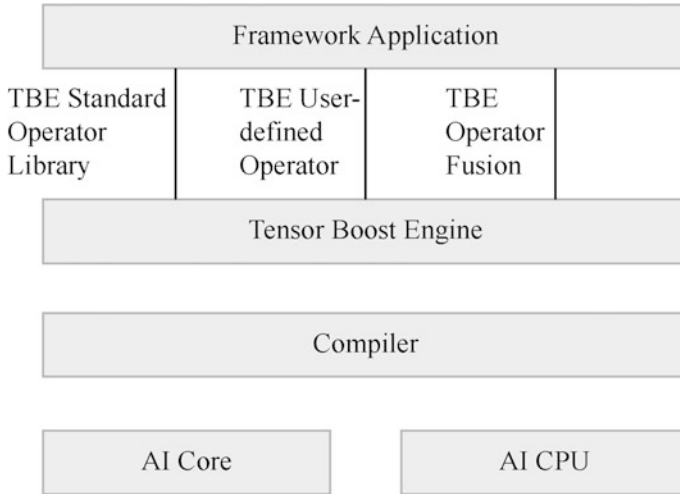 Framework Application
TBE Standard
Operator
Library
TBE User-
defined
Operator
TBE
Operator
Fusion
Tensor Boost Engine
Compiler
AI Core
AI CPU